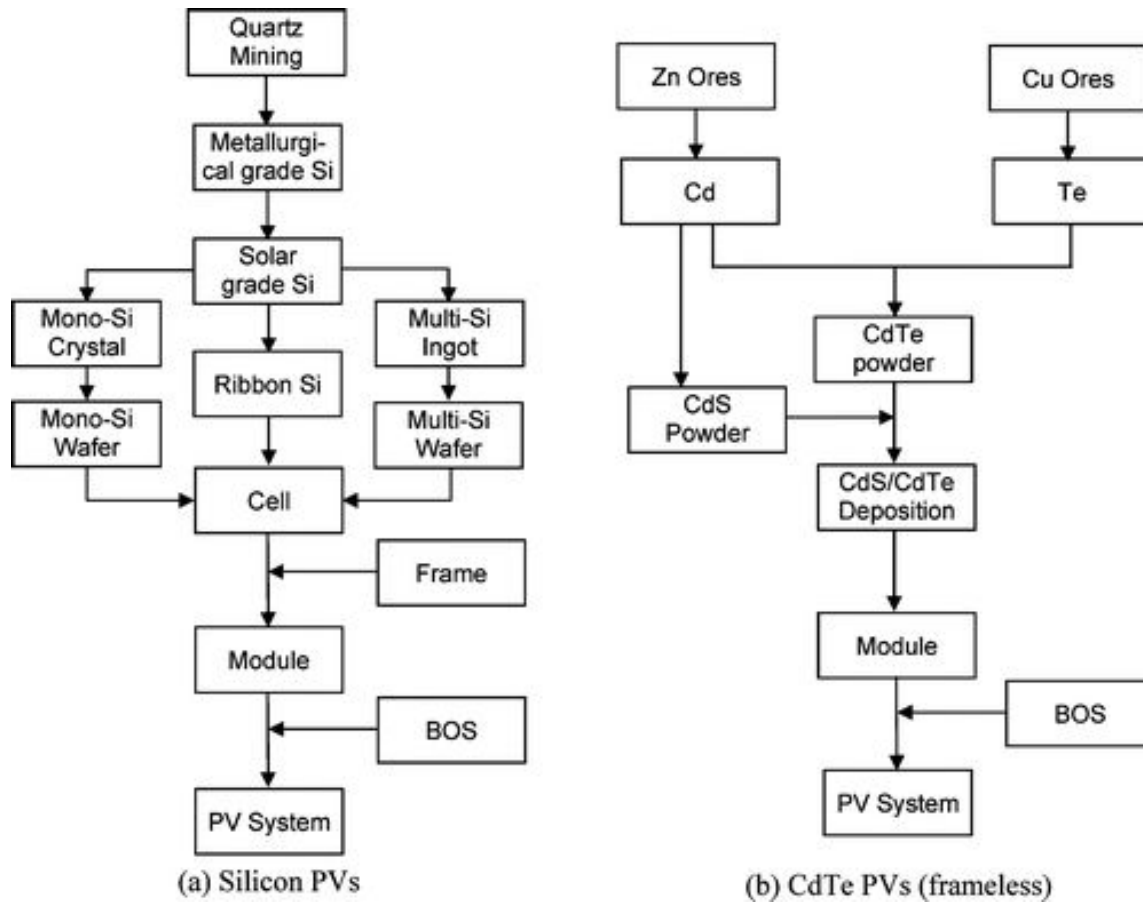 Quartz
Mining
Metallurgi-
cal grade Si
Solar
grade Si
Mono-Si
Crystal
Multi-Si
Ingot
Ribbon Si
Mono-Si
Wafer
Multi-Si
Wafer
Cell
Frame
Module
BOS
PV System
(a) Silicon PVs
Zn Ores
Cu Ores
Cd
Te
CdTe
powder
CdS
Powder
CdS/CdTe
Deposition
Module
BOS
PV System
(b) CdTe PVs (frameless)